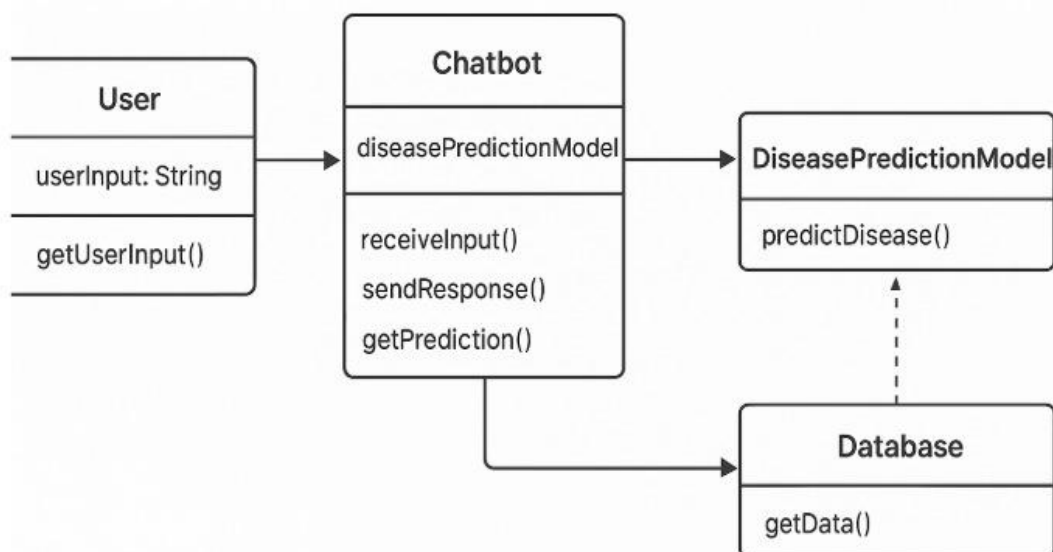 User
userInput: String
getUserInput()
Chatbot
diseasePredictionModel
receiveInput()
sendResponse()
getPrediction()
DiseasePredictionModel
predictDisease()
Database
getData()